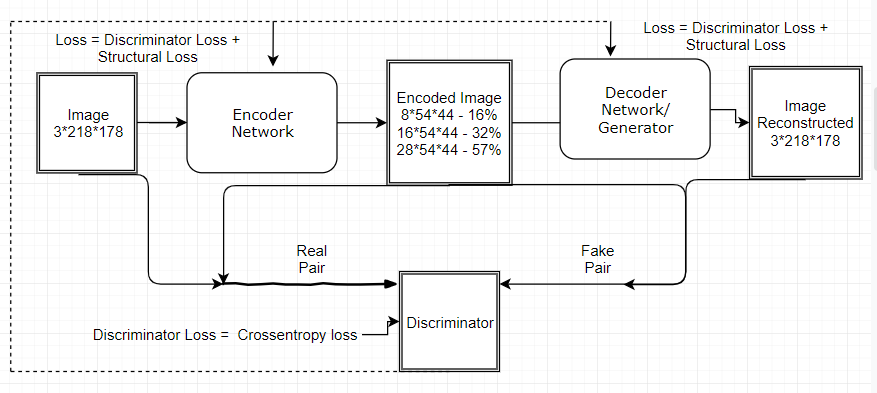 Loss = Discriminator Loss +
Structural Loss
Loss = Discriminator Loss +
Structural Loss
Image
3*218*178
Encoder
Network
Encoded Image
8*54*44 - 16%
16*54*44 - 32%
28*54*44 - 57%
Decoder
Network/
Generator
Image
Reconstructed
3*218*178
Real
Pair
Fake
Pair
Discriminator
Discriminator Loss = Crossentropy loss